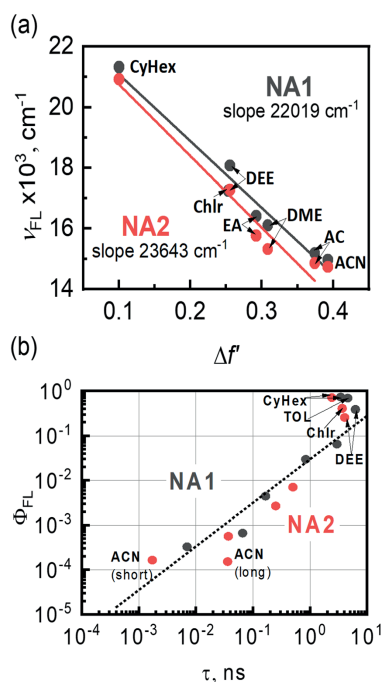 (a)
22
20
18
16
14
ν_FL x10³, cm⁻¹
CyHex
NA1
slope 22019 cm⁻¹
DEE
Chlr
NA2
EA
DME
AC
slope 23643 cm⁻¹
ACN
0.1 0.2 0.3 0.4
Δf'
(b)
10⁰
10⁻¹
10⁻²
10⁻³
10⁻⁴
10⁻⁵
Φ_FL
CyHex
TOL
Chlr
DEE
NA1
NA2
ACN
(short)
ACN
(long)
10⁻⁴ 10⁻³ 10⁻² 10⁻¹ 10⁰ 10¹
τ, ns